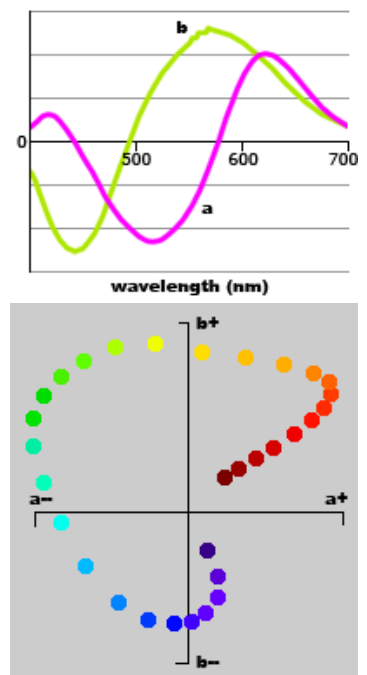 b
0
500 600 700
a
wavelength (nm)
b+
a-- a+
b--